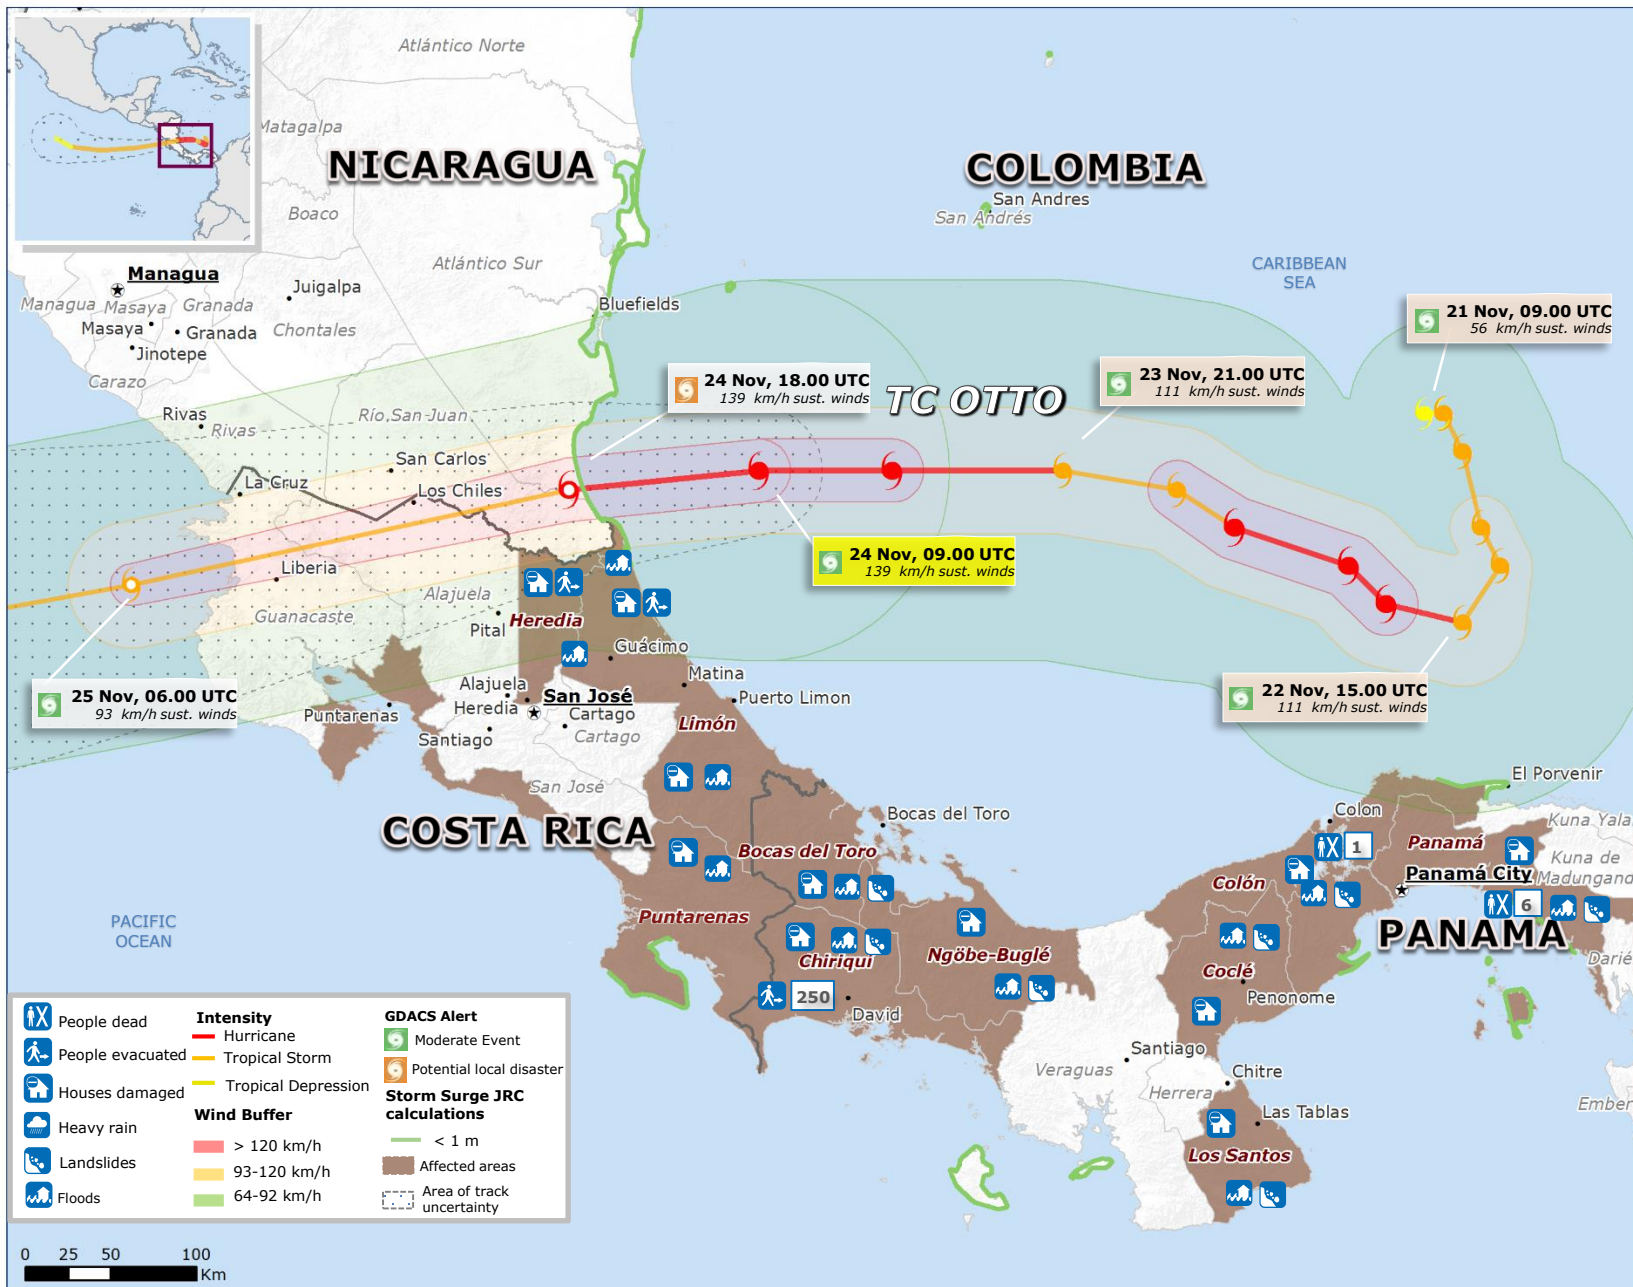 Atlántico Norte
Matagalpa
NICARAGUA
COLOMBIA
San Andres
San Andrés
Boaco
Atlántico Sur
CARIBBEAN
SEA
Managua
Juigalpa
Managua
Masaya
Granada
Masaya
Granada
Chontales
Bluefields
Jinotepe
Carazo
21 Nov, 09.00 UTC
56 km/h sust. winds
24 Nov, 18.00 UTC
139 km/h sust. winds
TC OTTO
23 Nov, 21.00 UTC
111 km/h sust. winds
Rivas
Rivas
Río San Juan
San Carlos
La Cruz
Los Chiles
24 Nov, 09.00 UTC
139 km/h sust. winds
Liberia
Alajuela
Guanacaste
Pital
Heredia
Guácimo
Matina
25 Nov, 06.00 UTC
93 km/h sust. winds
22 Nov, 15.00 UTC
111 km/h sust. winds
Alajuela
San José
Puerto Limon
Puntarenas
Heredia
Cartago
Limón
Santiago
Cartago
San José
El Porvenir
COSTA RICA
Bocas del Toro
Colon
Kuna Yala
1
Panamá
Bocas del Toro
Kuna de
Madungand
Colón
Panamá City
6
PACIFIC
OCEAN
Puntarenas
PANAMA
Chiriquí
Ngöbe-Buglé
Darié
Coclé
250
Penonome
David
Santiago
Veraguas
Herrera
Chitre
Las Tablas
Ember
Los Santos
People dead
People evacuated
Houses damaged
Heavy rain
Landslides
Floods
Intensity
Hurricane
Tropical Storm
Tropical Depression
Wind Buffer
> 120 km/h
93-120 km/h
64-92 km/h
GDACS Alert
Moderate Event
Potential local disaster
Storm Surge JRC
calculations
< 1 m
Affected areas
Area of track
uncertainty
0 25 50 100
Km